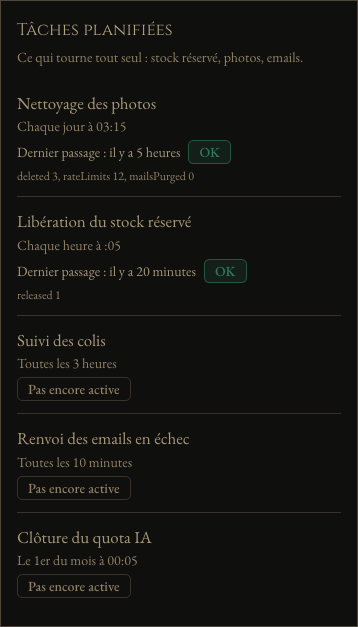 Tâches planifiées
Ce qui tourne tout seul : stock réservé, photos, emails.
Nettoyage des photos
Chaque jour à 03:15
Dernier passage : il y a 5 heures OK
deleted 3, rateLimits 12, mailsPurged 0
Libération du stock réservé
Chaque heure à :05
Dernier passage : il y a 20 minutes OK
released 1
Suivi des colis
Toutes les 3 heures
Pas encore active
Renvoi des emails en échec
Toutes les 10 minutes
Pas encore active
Clôture du quota IA
Le 1er du mois à 00:05
Pas encore active